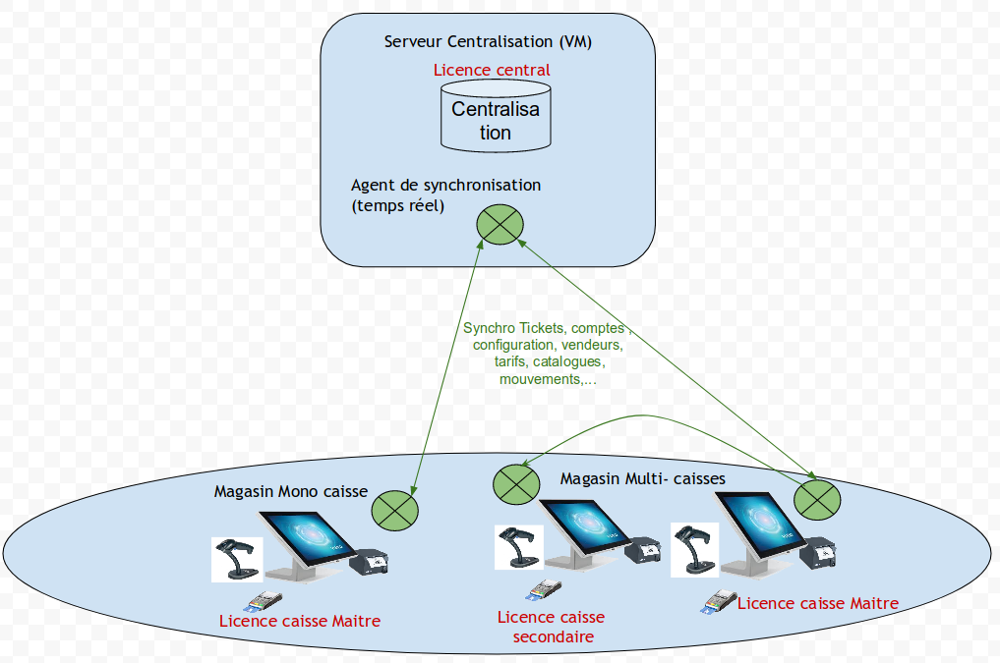 Serveur Centralisation (VM)
Licence central
Centralisa
tion
Agent de synchronisation
(temps réel)
Synchro Tickets, comptes ,
configuration, vendeurs,
tarifs, catalogues,
mouvements,...
Magasin Mono caisse
Magasin Multi- caisses
Licence caisse Maitre
Licence caisse
secondaire
Licence caisse Maitre